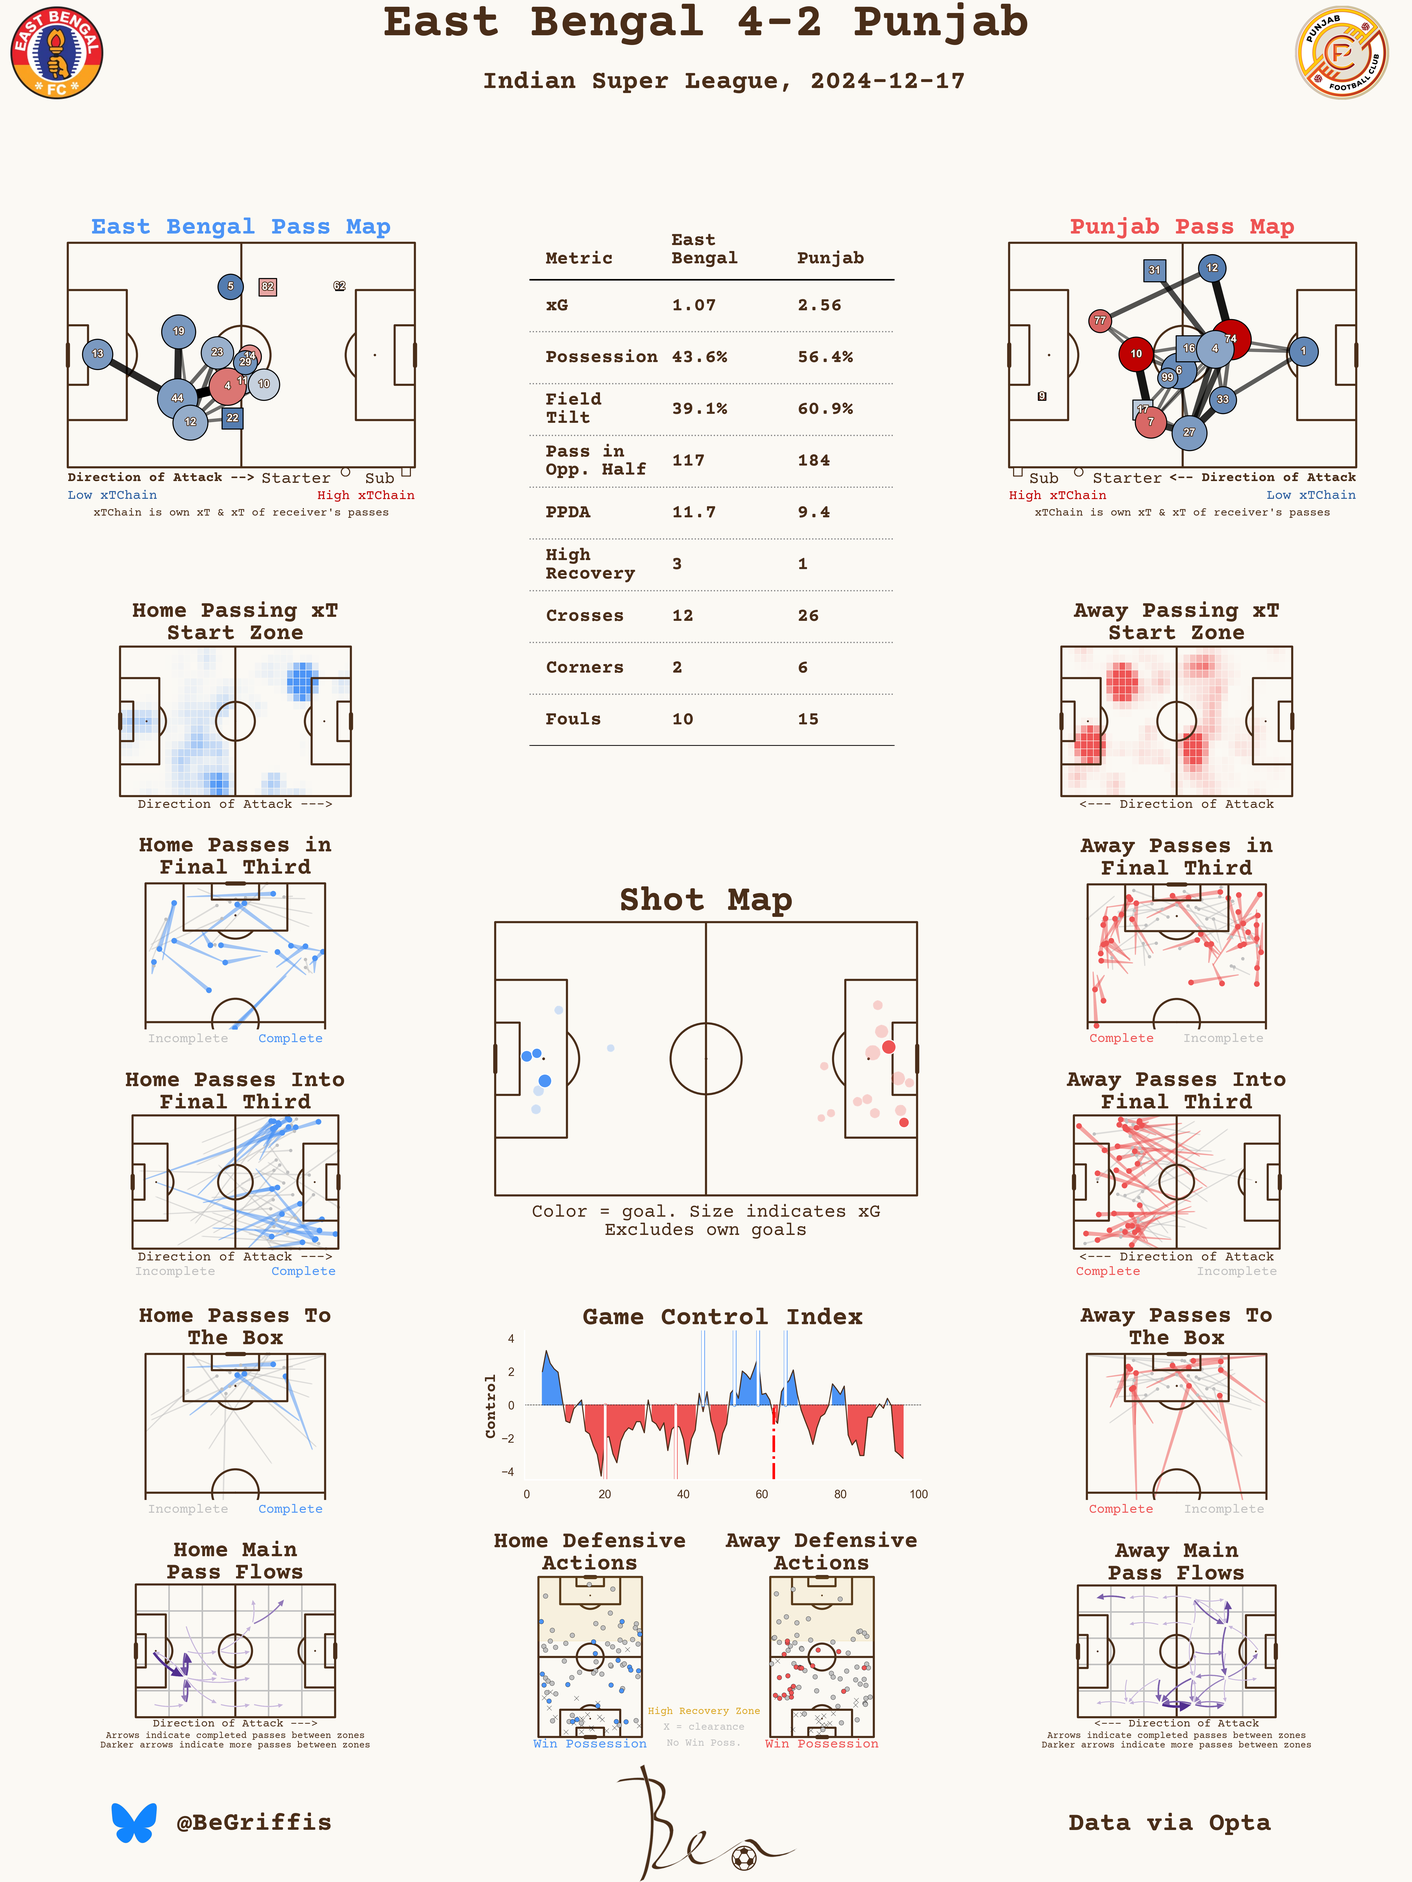 East Bengal 4-2 Punjab
Indian Super League, 2024-12-17
EAST BENGAL
FC
PUNJAB
FOOTBALL CLUB
East Bengal Pass Map
5
82
62
19
13
23
14
29
11
4
10
44
12
22
Direction of Attack --> Starter Sub
Low xTChain High xTChain
xTChain is own xT & xT of receiver's passes
Metric East Bengal Punjab
xG 1.07 2.56
Possession 43.6% 56.4%
Field Tilt 39.1% 60.9%
Pass in Opp. Half 117 184
PPDA 11.7 9.4
High Recovery 3 1
Crosses 12 26
Corners 2 6
Fouls 10 15
Punjab Pass Map
31
12
77
74
10
16
4
1
6
99
9
33
17
7
27
Sub Starter <-- Direction of Attack
High xTChain Low xTChain
xTChain is own xT & xT of receiver's passes
Home Passing xT
Start Zone
Direction of Attack --->
Away Passing xT
Start Zone
<--- Direction of Attack
Home Passes in
Final Third
Incomplete Complete
Away Passes in
Final Third
Complete Incomplete
Shot Map
Color = goal. Size indicates xG
Excludes own goals
Home Passes Into
Final Third
Direction of Attack --->
Incomplete Complete
Away Passes Into
Final Third
<--- Direction of Attack
Complete Incomplete
Home Passes To
The Box
Incomplete Complete
Game Control Index
Control
4
2
0
−2
−4
0 20 40 60 80 100
Away Passes To
The Box
Complete Incomplete
Home Main
Pass Flows
Direction of Attack --->
Arrows indicate completed passes between zones
Darker arrows indicate more passes between zones
Home Defensive
Actions
Win Possession
Away Defensive
Actions
Win Possession
High Recovery Zone
X = clearance
No Win Poss.
Away Main
Pass Flows
<--- Direction of Attack
Arrows indicate completed passes between zones
Darker arrows indicate more passes between zones
@BeGriffis
Ben
Data via Opta